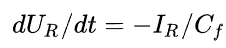 dU_R/dt = −I_R/C_f